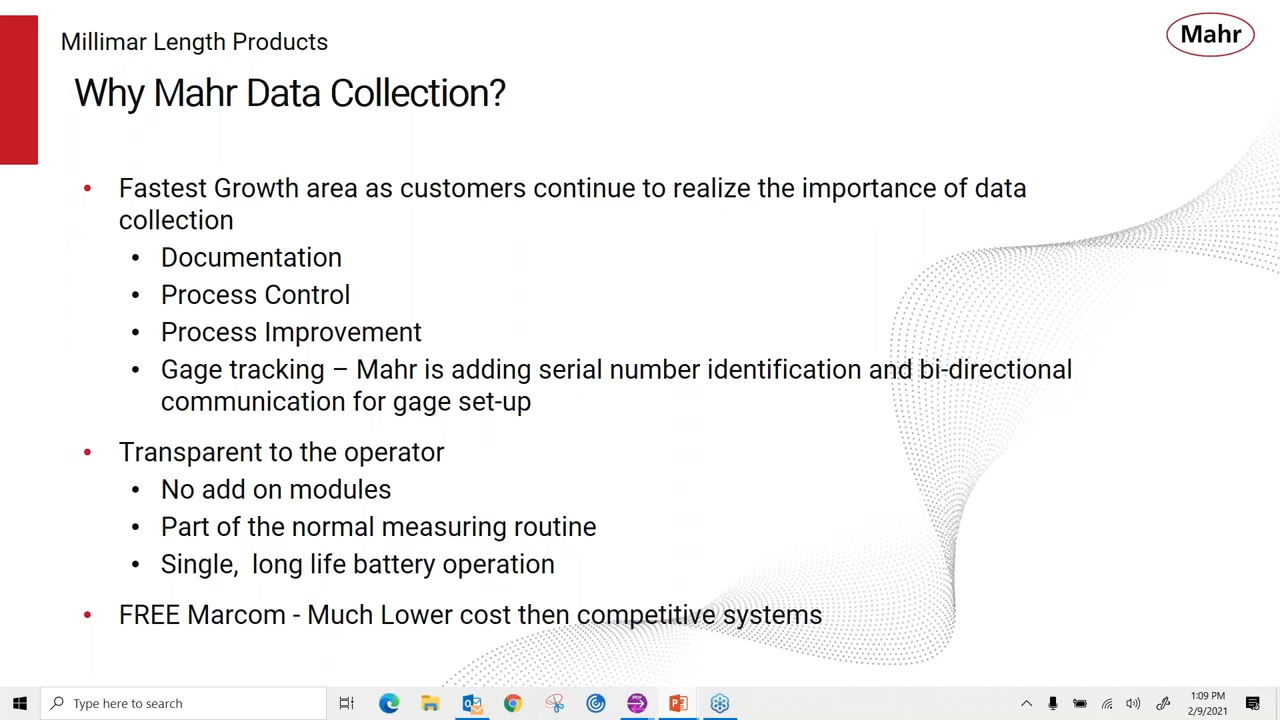 Millimar Length Products
Mahr
Why Mahr Data Collection?
• Fastest Growth area as customers continue to realize the importance of data
collection
• Documentation
• Process Control
• Process Improvement
• Gage tracking – Mahr is adding serial number identification and bi-directional
communication for gage set-up
• Transparent to the operator
• No add on modules
• Part of the normal measuring routine
• Single,  long life battery operation
• FREE Marcom - Much Lower cost then competitive systems
Type here to search
1:09 PM
2/9/2021